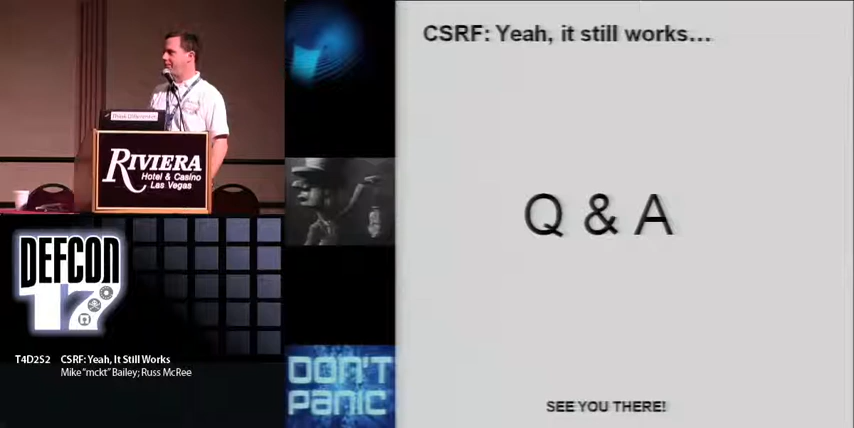 RIVIERA
Hotel & Casino
Las Vegas
DEFCON
17
T4D252 CSRF: Yeah, It Still Works
Mike "mckt" Bailey; Russ McRee
DON'T
PANIC
CSRF: Yeah, it still works...
Q & A
SEE YOU THERE!